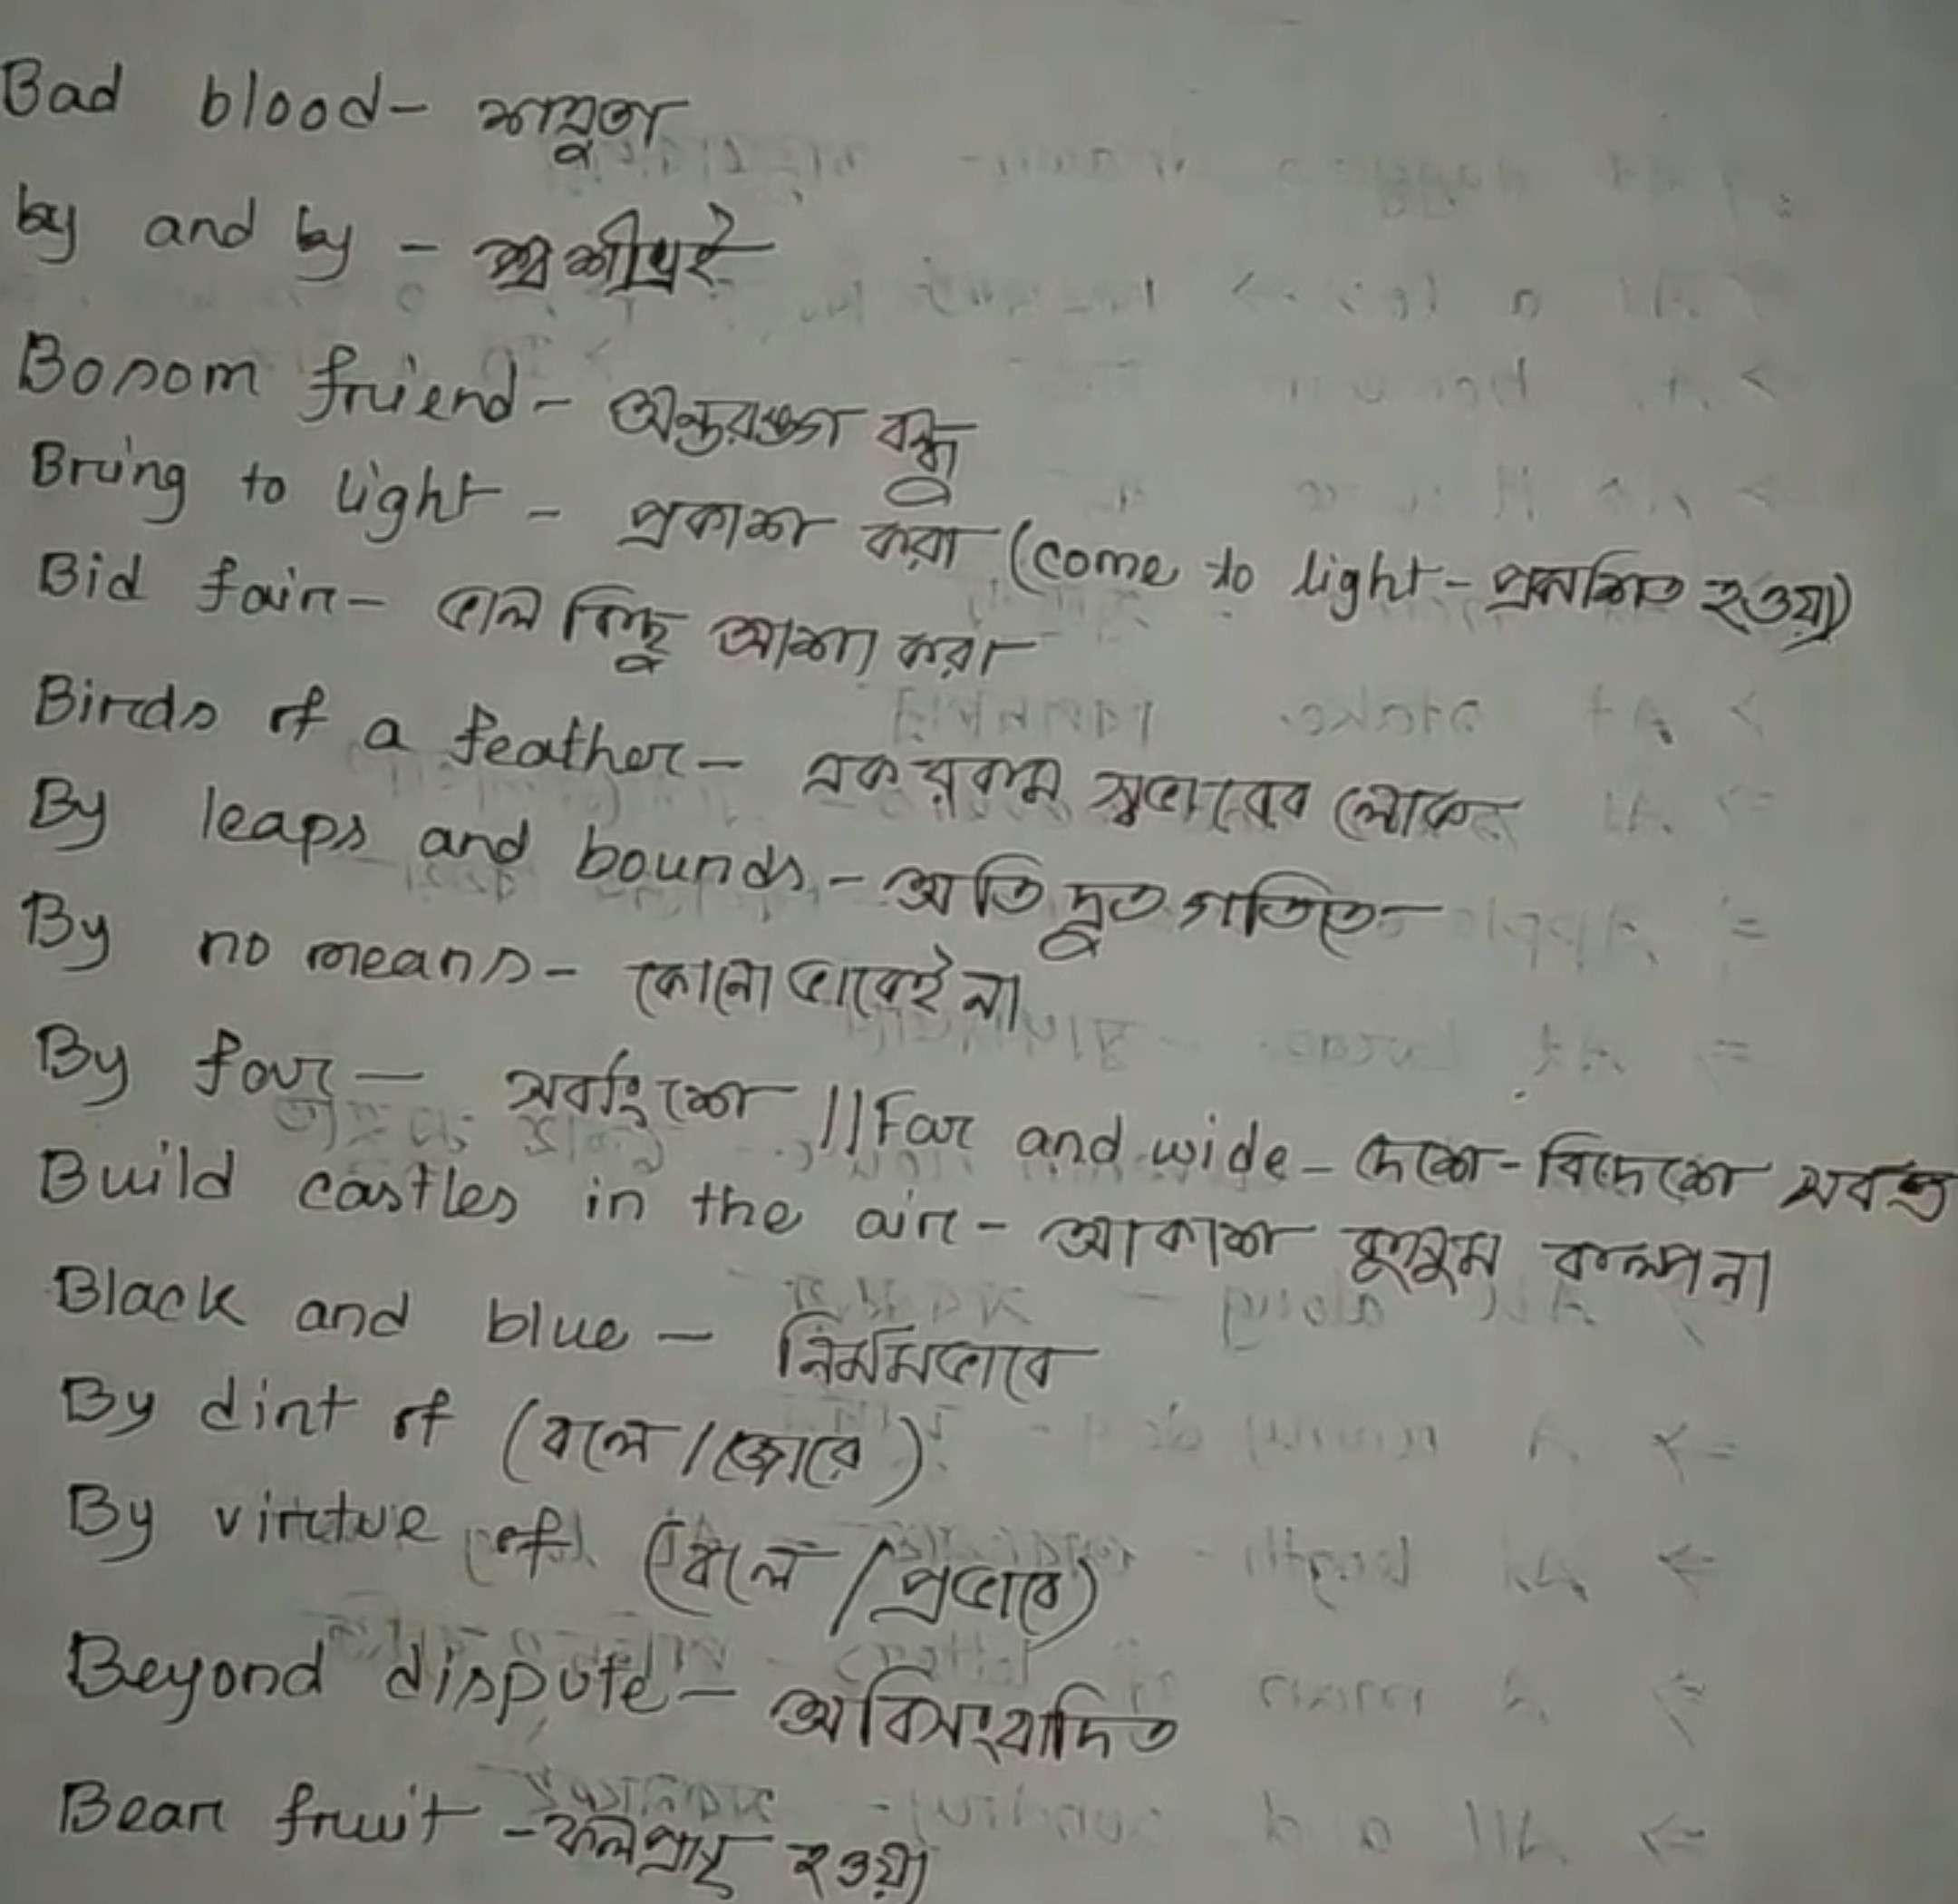 Bad blood- শত্রুতা
by and by - শীঘ্রই
Bosom friend- অন্তরঙ্গ বন্ধু
Bring to light - প্রকাশ করা (come to light- প্রকাশিত হওয়া)
Bid fair- ভাল কিছু আশা করা
Birds of a feather- একরকম স্বভাবের লোক
By leaps and bounds,- অতি দ্রুত গতিতে
By no means- কোনো ভাবেই না
By far- সর্বাংশে ||Far and wide- দেশে-বিদেশে সর্বত্র
Build castles in the air- আকাশ কুসুম কল্পনা
Black and blue- নির্মমভাবে
By dint of (বলে/জোরে)
By virtue of (বলে/প্রভাবে)
Beyond dispute- অবিসংবাদিত
Bear fruit - ফলপ্রসূ হওয়া